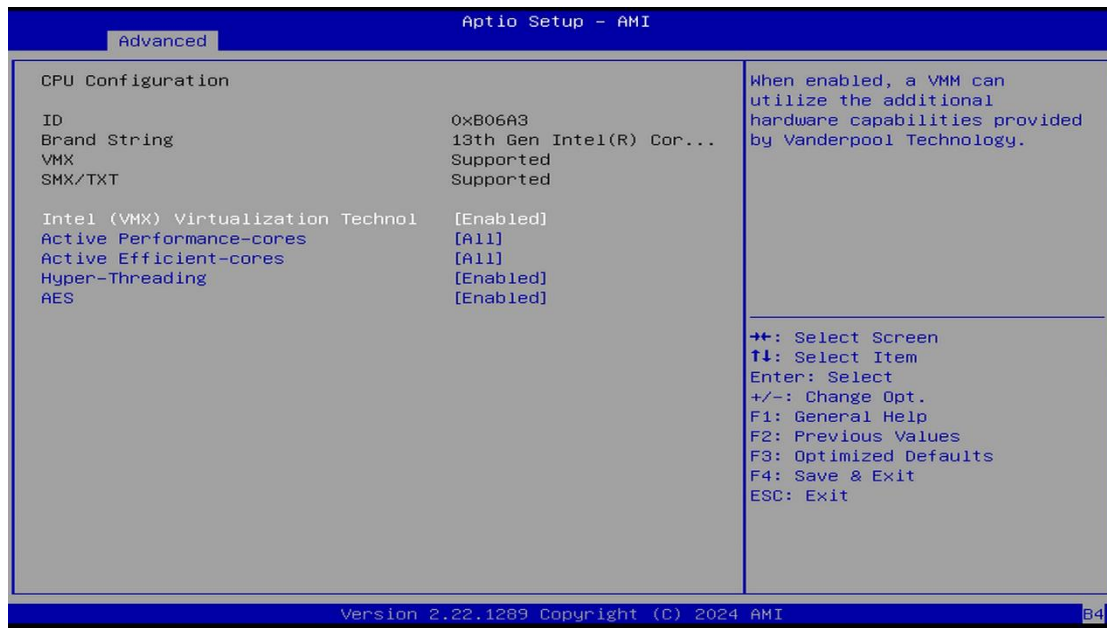 Aptio Setup - AMI
Advanced
CPU Configuration
ID 0xB06A3
Brand String 13th Gen Intel(R) Cor...
VMX Supported
SMX/TXT Supported
Intel (VMX) Virtualization Technol [Enabled]
Active Performance-cores [All]
Active Efficient-cores [All]
Hyper-Threading [Enabled]
AES [Enabled]
When enabled, a VMM can
utilize the additional
hardware capabilities provided
by Vanderpool Technology.
→←: Select Screen
↑↓: Select Item
Enter: Select
+/-: Change Opt.
F1: General Help
F2: Previous Values
F3: Optimized Defaults
F4: Save & Exit
ESC: Exit
Version 2.22.1289 Copyright (C) 2024 AMI
B4